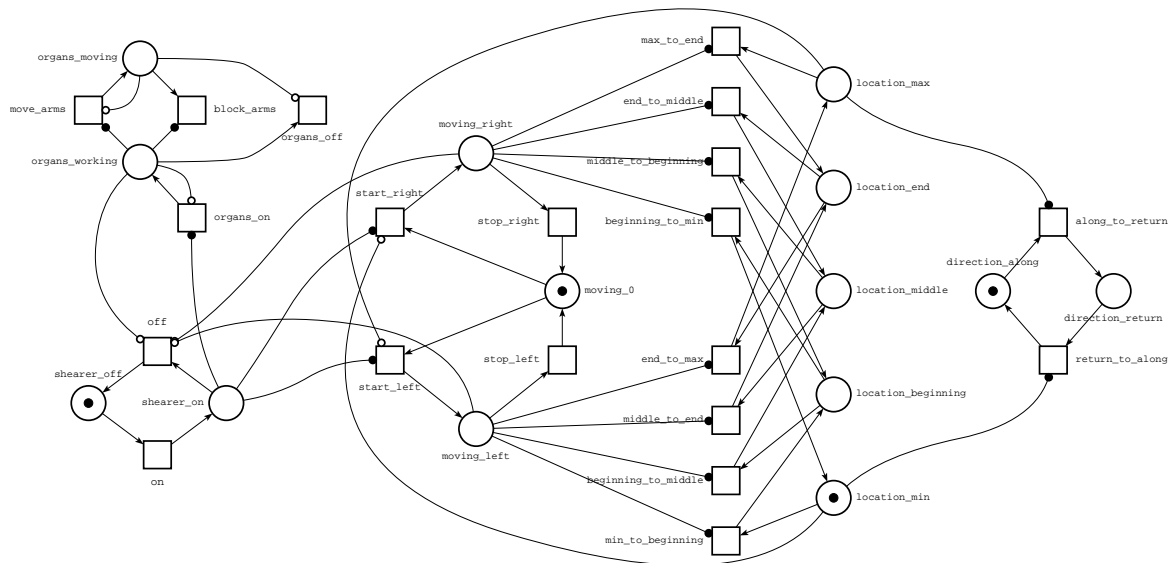 max_to_end
organs_moving
location_max
end_to_middle
move_arms
block_arms
moving_right
organs_off
organs_working
middle_to_beginning
location_end
start_right
organs_on
stop_right
beginning_to_min
along_to_return
direction_along
moving_0
location_middle
direction_return
off
end_to_max
stop_left
return_to_along
shearer_off
start_left
shearer_on
location_beginning
middle_to_end
moving_left
on
beginning_to_middle
location_min
min_to_beginning